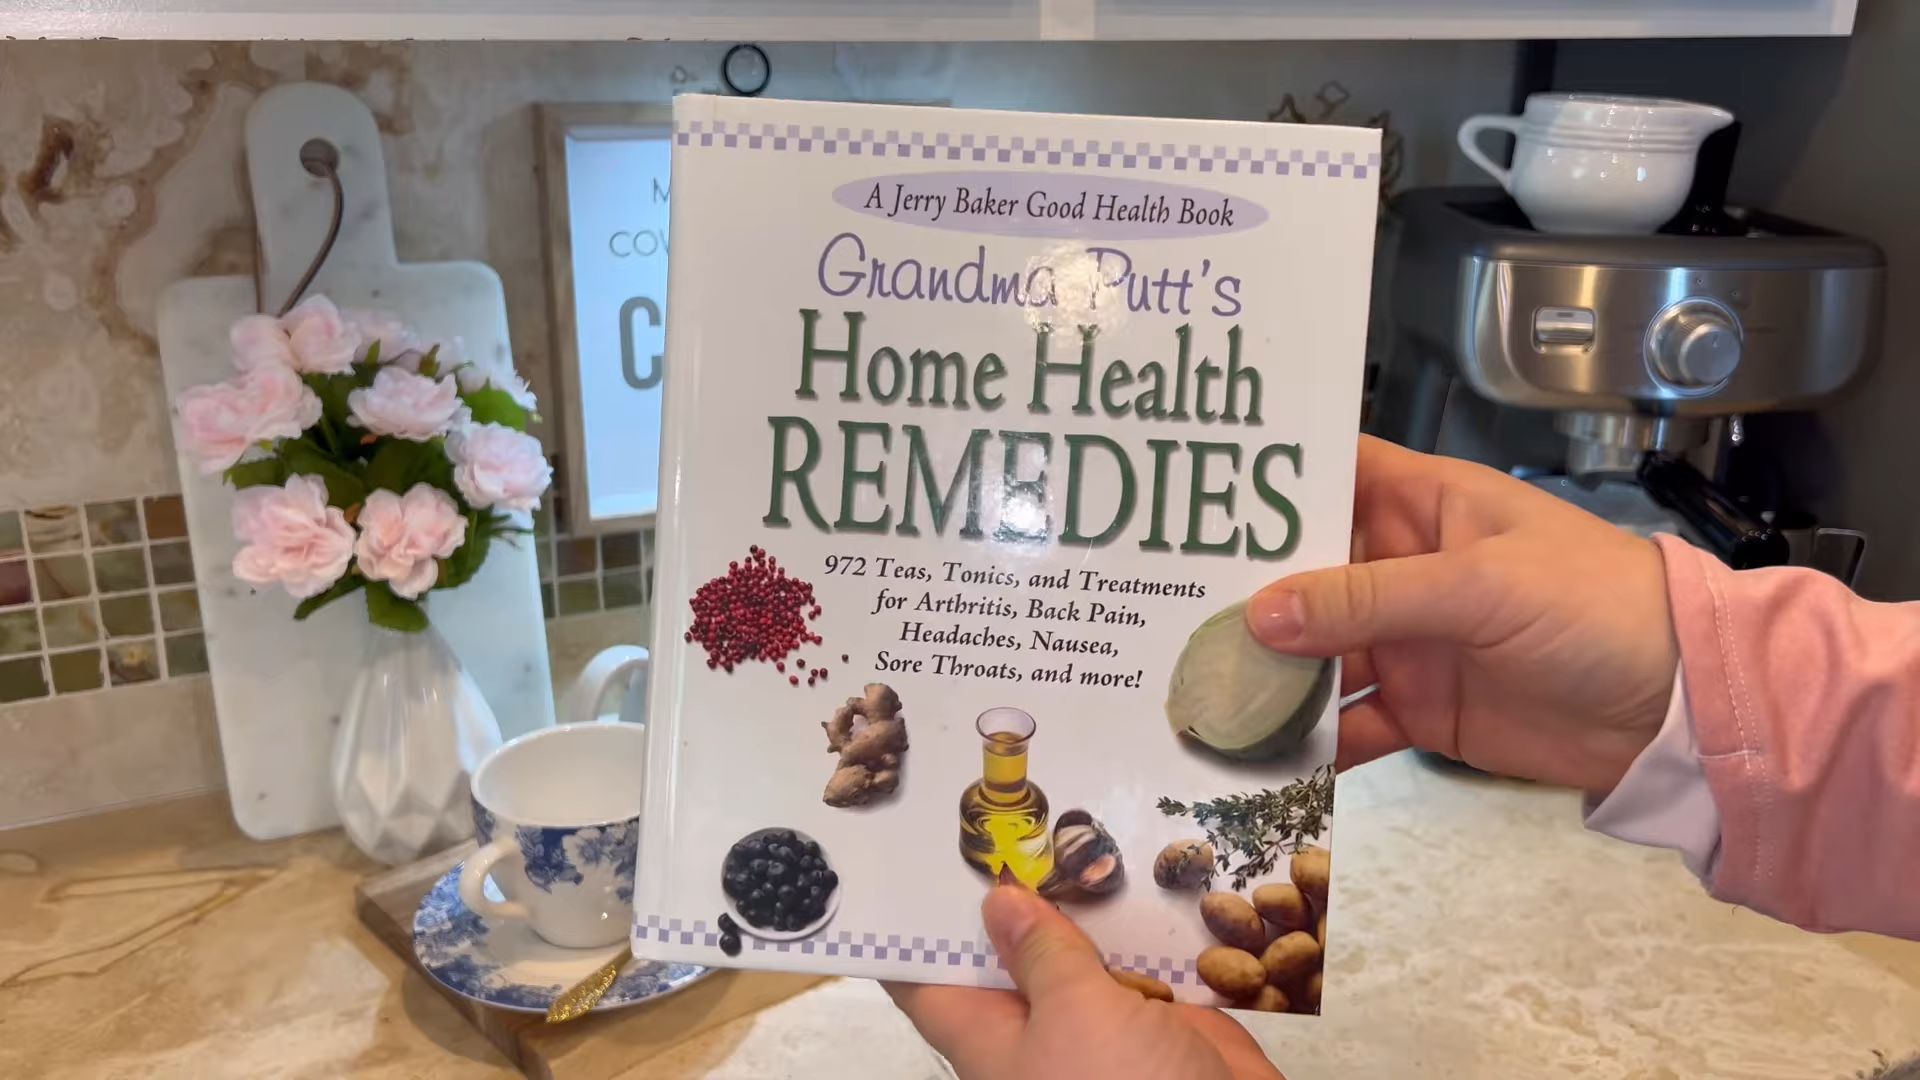 A Jerry Baker Good Health Book
Grandma Putt's
Home Health
REMEDIES
972 Teas, Tonics, and Treatments
for Arthritis, Back Pain,
Headaches, Nausea,
Sore Throats, and more!